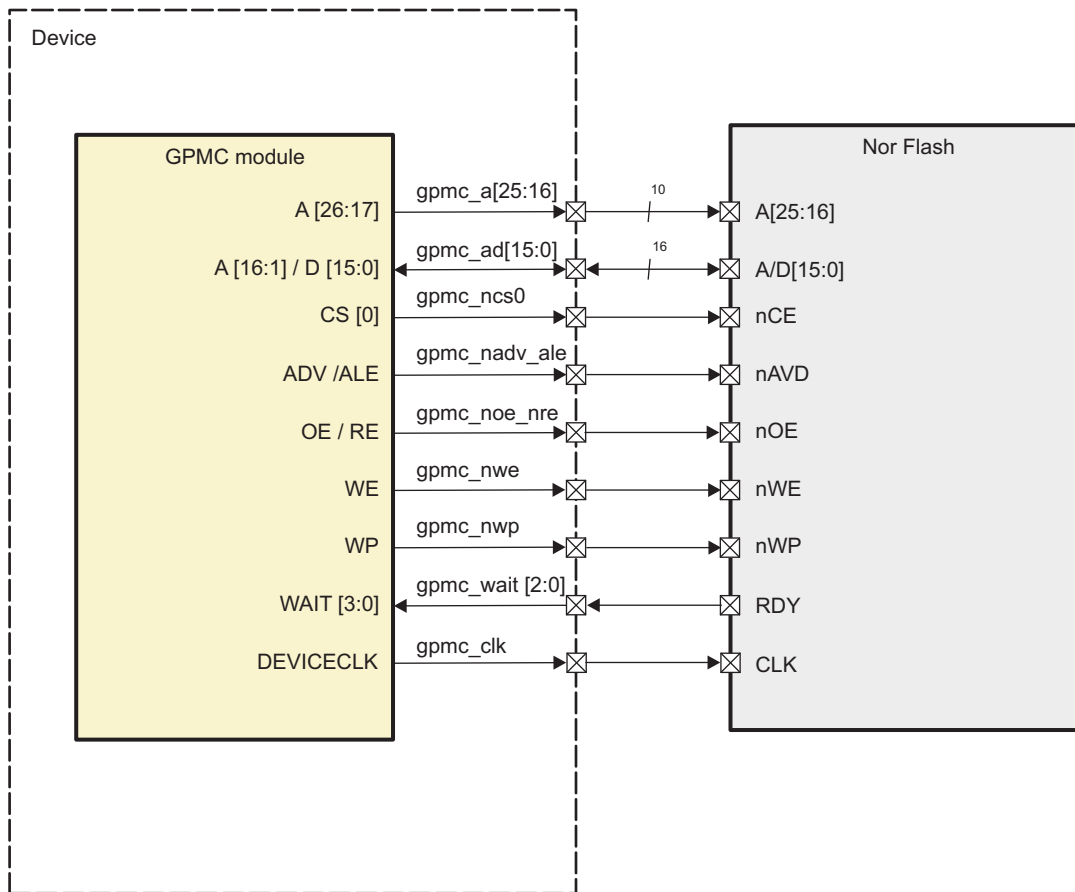 Device
GPMC module
Nor Flash
A [26:17]
gpmc_a[25:16]
10
A[25:16]
A [16:1] / D [15:0]
gpmc_ad[15:0]
16
A/D[15:0]
CS [0]
gpmc_ncs0
nCE
ADV /ALE
gpmc_nadv_ale
nAVD
OE / RE
gpmc_noe_nre
nOE
WE
gpmc_nwe
nWE
WP
gpmc_nwp
nWP
WAIT [3:0]
gpmc_wait [2:0]
RDY
DEVICECLK
gpmc_clk
CLK